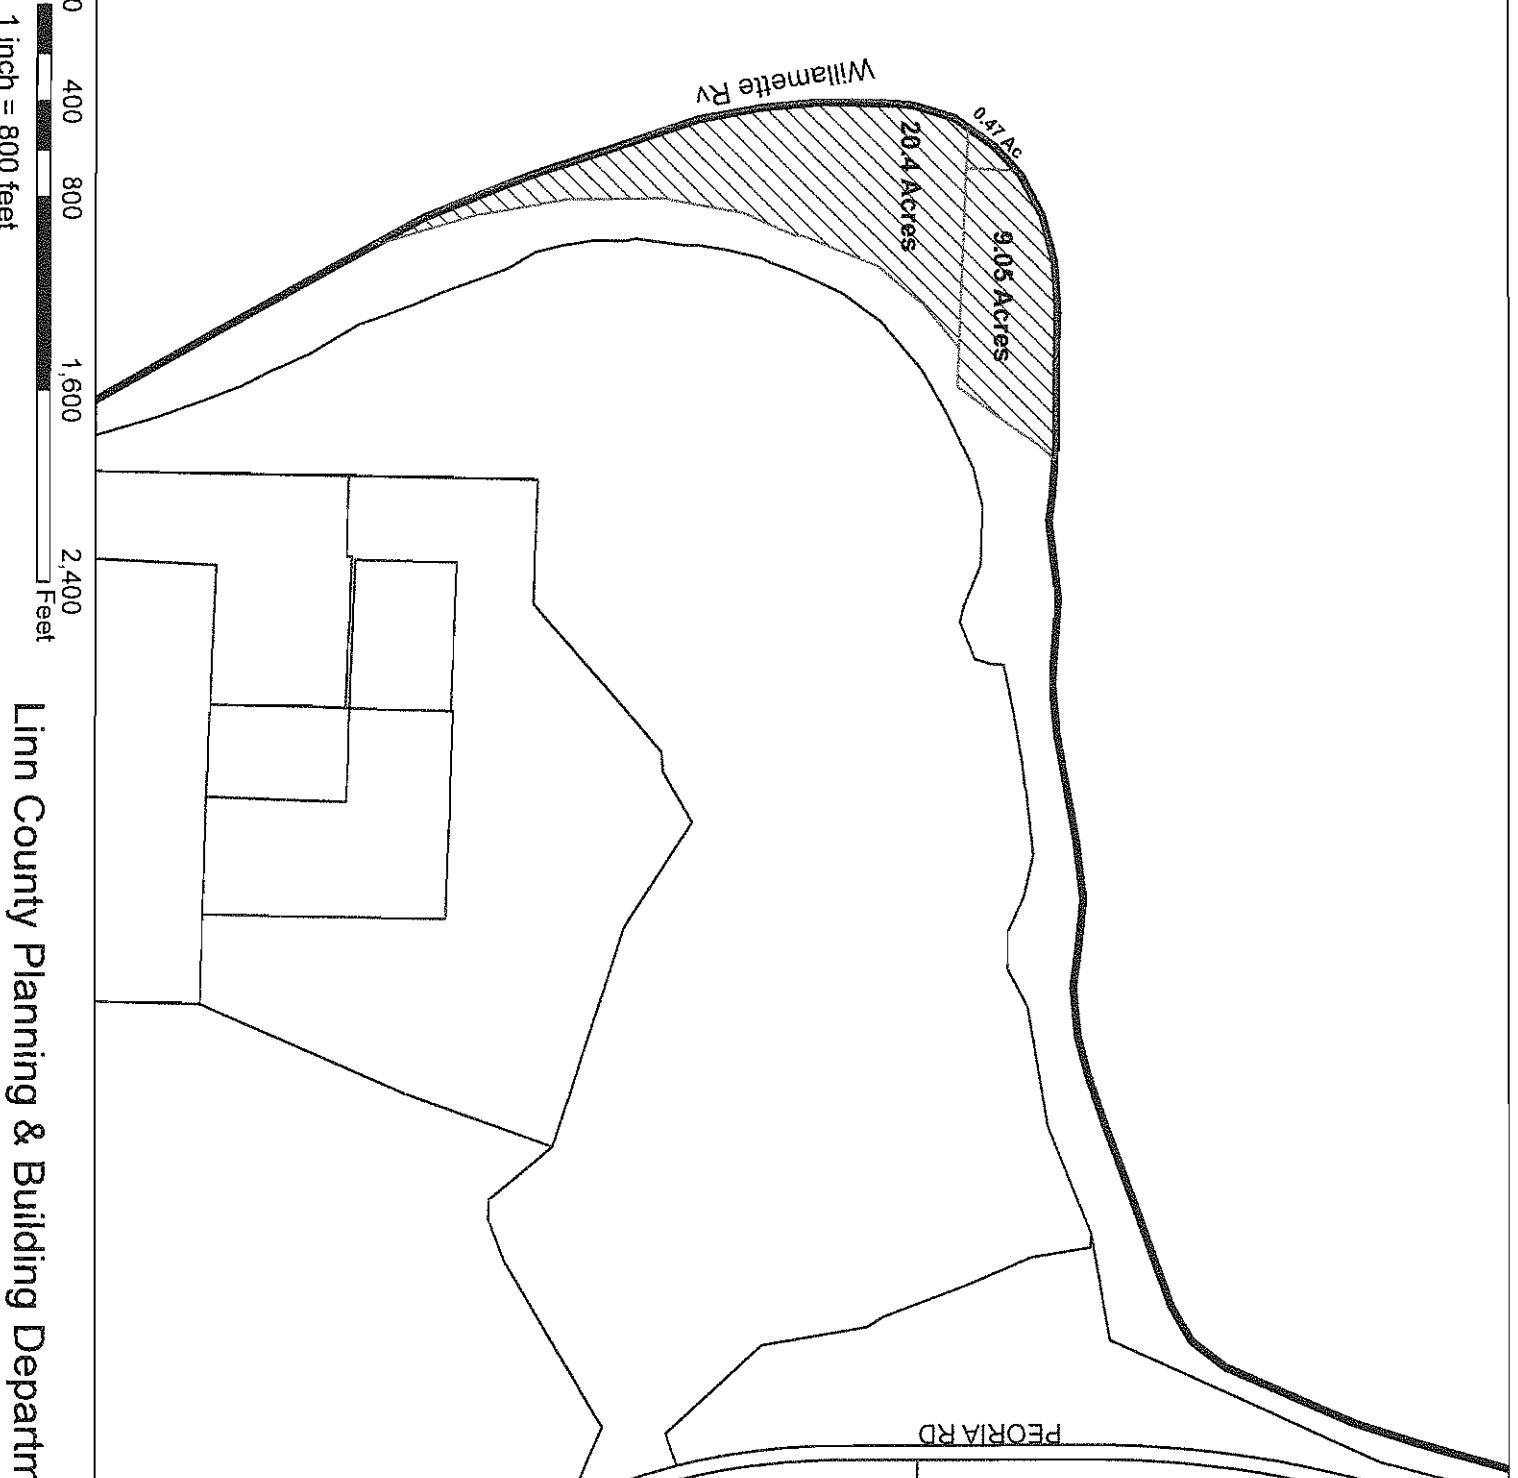 Willamette Rv
0.47 Ac
20.4 Acres
9.05 Acres
PEORIA RD
0 400 800 1,600 2,400
Feet
1 inch = 800 feet
Linn County Planning & Building